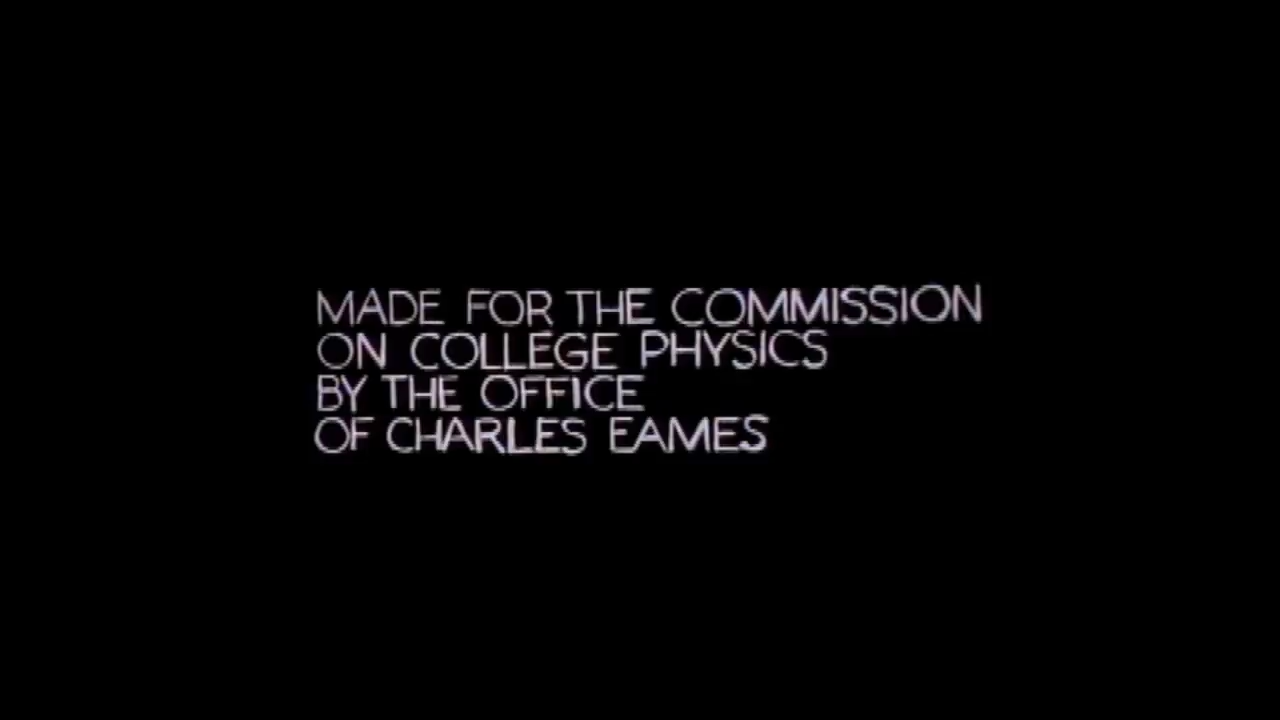 MADE FOR THE COMMISSION
ON COLLEGE PHYSICS
BY THE OFFICE
OF CHARLES EAMES